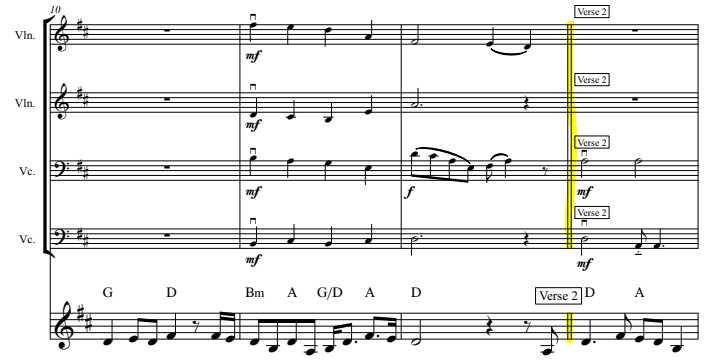 10
Verse 2
Vln.
mf
Verse 2
Vln.
mf
Verse 2
Vc.
mf f mf
Verse 2
Vc.
mf mf
G D Bm A G/D A D Verse 2 D A